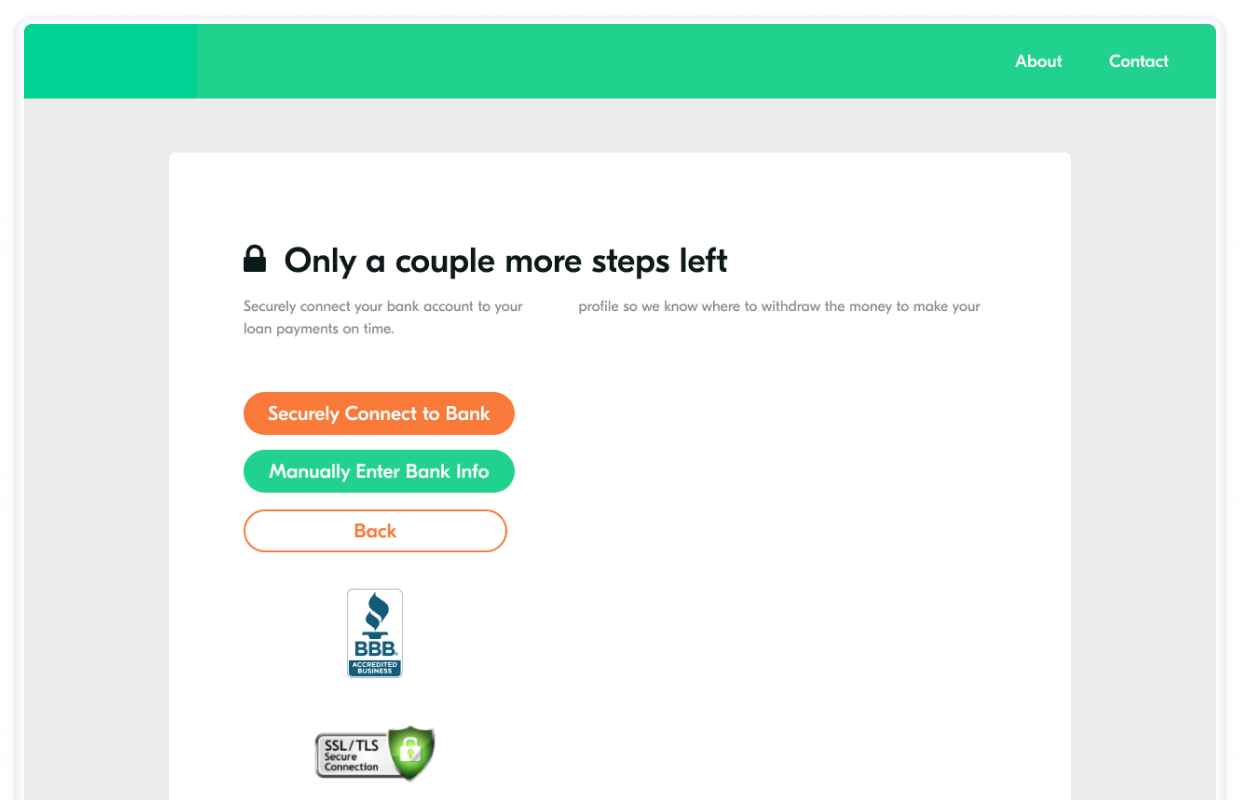 About Contact
Only a couple more steps left
Securely connect your bank account to your profile so we know where to withdraw the money to make your
loan payments on time.
Securely Connect to Bank
Manually Enter Bank Info
Back
BBB.
ACCREDITED
BUSINESS
SSL/TLS
Secure
Connection